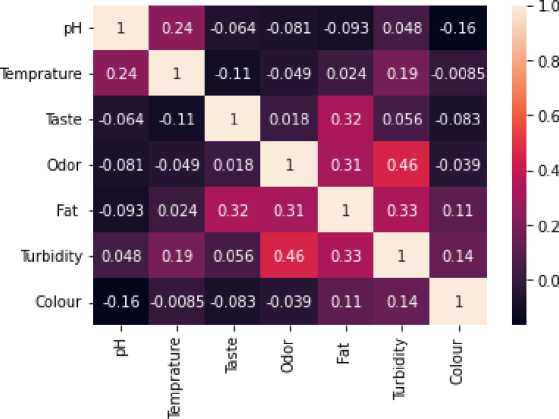 pH 1 0.24 -0.064 -0.081 -0.093 0.048 -0.16
Temprature 0.24 1 -0.11 -0.049 0.024 0.19 -0.0085
Taste -0.064 -0.11 1 0.018 0.32 0.056 -0.083
Odor -0.081 -0.049 0.018 1 0.31 0.46 -0.039
Fat -0.093 0.024 0.32 0.31 1 0.33 0.11
Turbidity 0.048 0.19 0.056 0.46 0.33 1 0.14
Colour -0.16 -0.0085 -0.083 -0.039 0.11 0.14 1
pH Temprature Taste Odor Fat Turbidity Colour
1.0
0.8
0.6
0.4
0.2
0.0